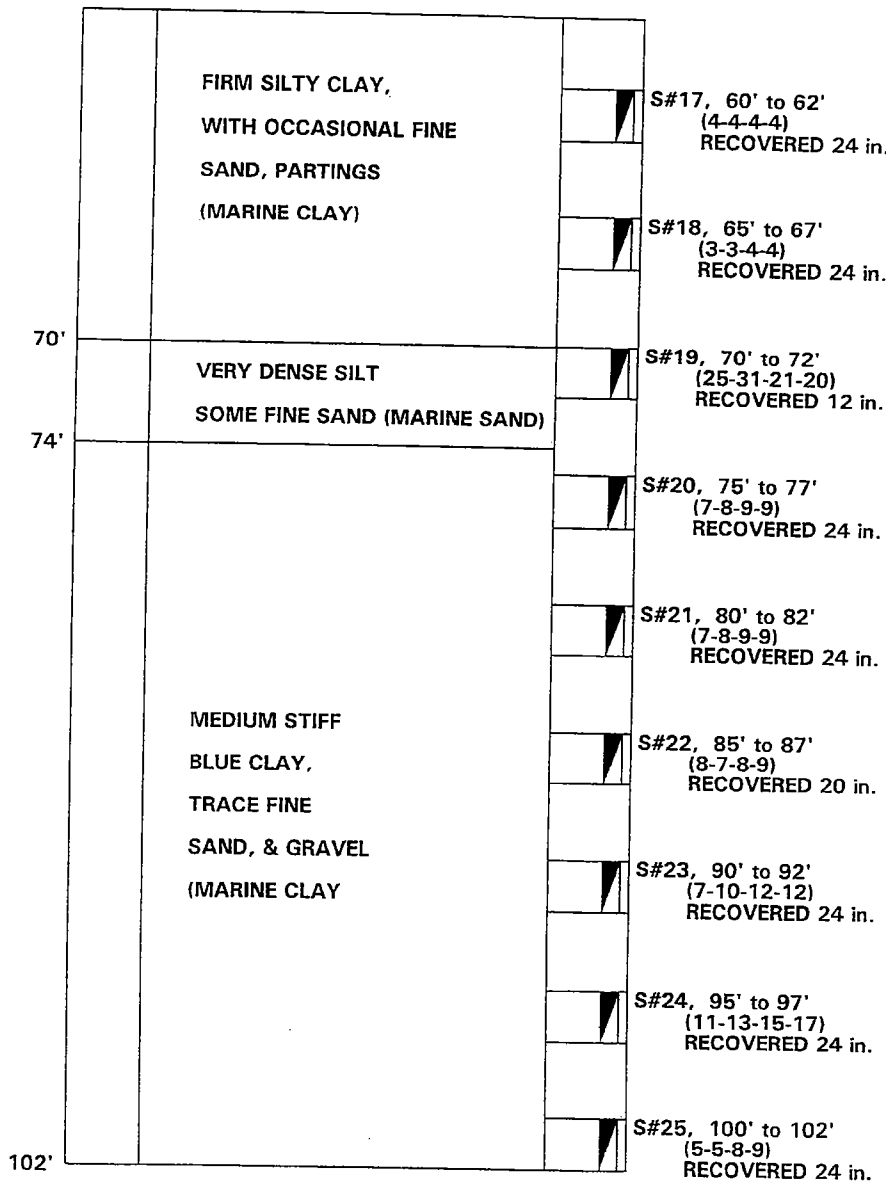 FIRM SILTY CLAY,
WITH OCCASIONAL FINE
SAND, PARTINGS
(MARINE CLAY)
S#17, 60' to 62'
(4-4-4-4)
RECOVERED 24 in.
S#18, 65' to 67'
(3-3-4-4)
RECOVERED 24 in.
70'
VERY DENSE SILT
SOME FINE SAND (MARINE SAND)
S#19, 70' to 72'
(25-31-21-20)
RECOVERED 12 in.
74'
S#20, 75' to 77'
(7-8-9-9)
RECOVERED 24 in.
S#21, 80' to 82'
(7-8-9-9)
RECOVERED 24 in.
MEDIUM STIFF
BLUE CLAY,
TRACE FINE
SAND, & GRAVEL
(MARINE CLAY
S#22, 85' to 87'
(8-7-8-9)
RECOVERED 20 in.
S#23, 90' to 92'
(7-10-12-12)
RECOVERED 24 in.
S#24, 95' to 97'
(11-13-15-17)
RECOVERED 24 in.
S#25, 100' to 102'
(5-5-8-9)
RECOVERED 24 in.
102'